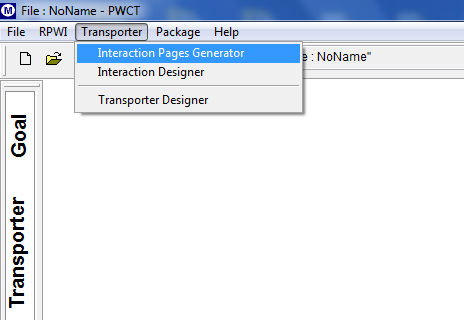 M File : NoName - PWCT
File RPWI Transporter Package Help
Interaction Pages Generator
e : NoName"
Interaction Designer
Transporter Designer
Goal
Transporter